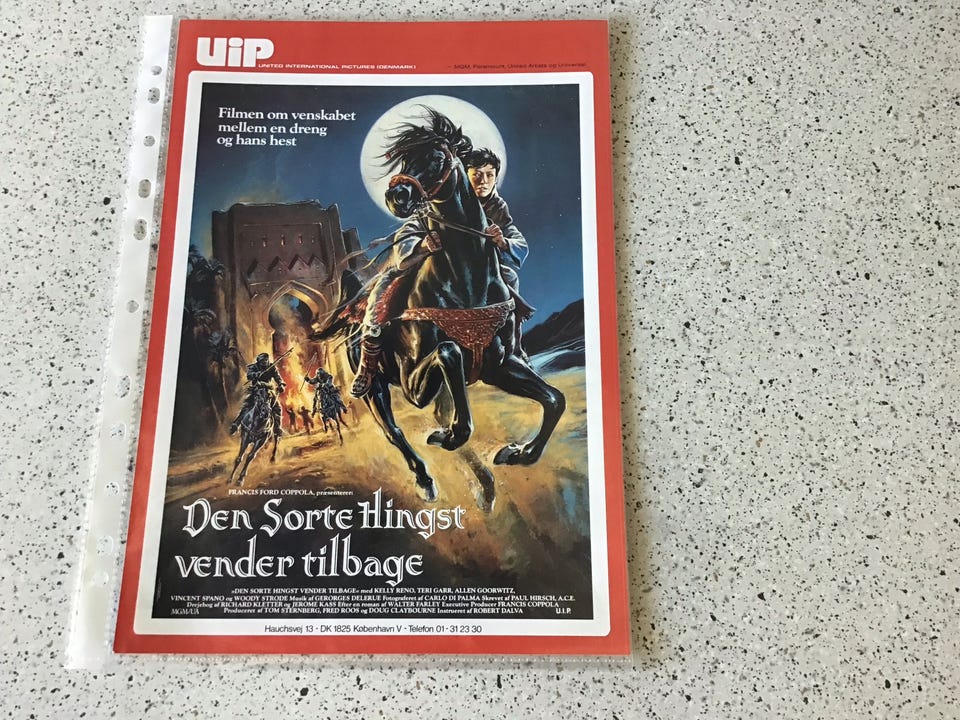 UiP
UNITED INTERNATIONAL PICTURES (DENMARK)
– MGM, Paramount, United Artists og Universal
Filmen om venskabet
mellem en dreng
og hans hest
FRANCIS FORD COPPOLA, præsenterer:
Den Sorte Hingst
vender tilbage
»DEN SORTE HINGST VENDER TILBAGE« med KELLY RENO, TERI GARR, ALLEN GOORWITZ,
VINCENT SPANO og WOODY STRODE Musik af GEORGES DELERUE Fotograferet af CARLO DI PALMA Skrevet af PAUL HIRSCH, A.C.E.
Drejebog af RICHARD KLETTER og JEROME KASS Efter en roman af WALTER FARLEY Executive Producer FRANCIS COPPOLA
MGM/UA Produceret af TOM STERNBERG, FRED ROOS og DOUG CLAYBOURNE Instrueret af ROBERT DALVA U.I.P.
Hauchsvej 13 - DK 1825 København V - Telefon 01 - 31 23 30